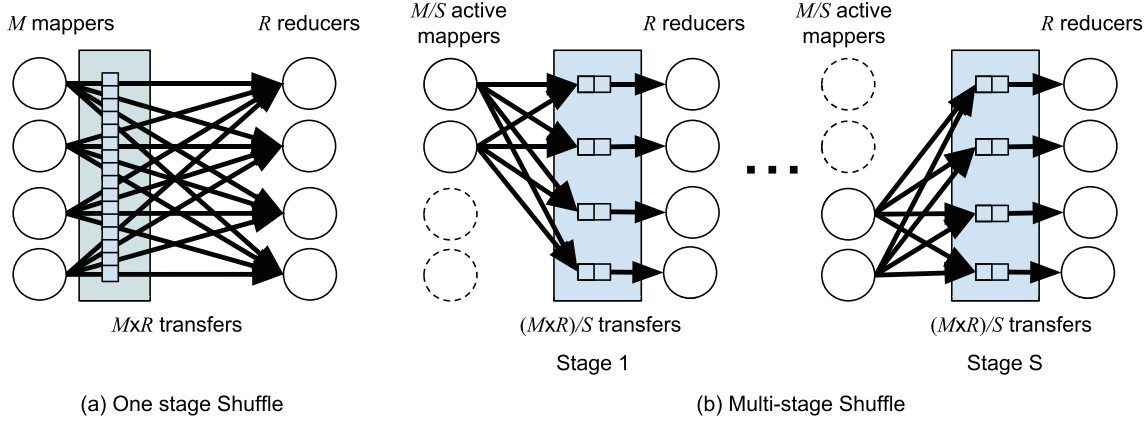 M mappers
R reducers
MxR transfers
(a) One stage Shuffle
M/S active
mappers
R reducers
(MxR)/S transfers
Stage 1
...
M/S active
mappers
R reducers
(MxR)/S transfers
Stage S
(b) Multi-stage Shuffle